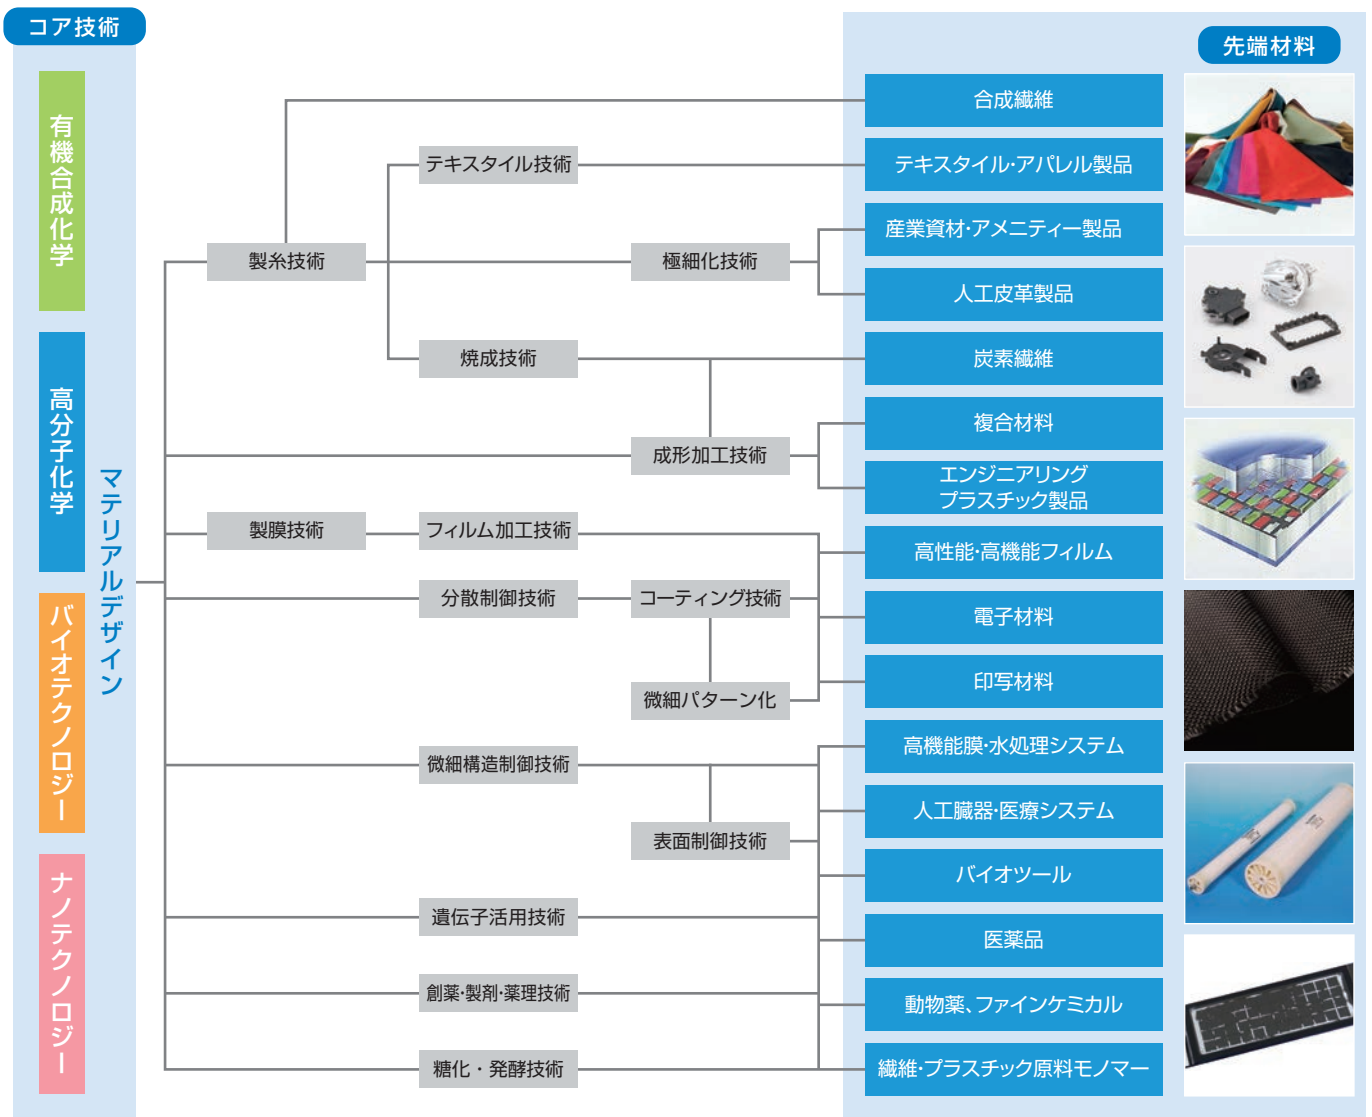 コア技術
先端材料
有機合成化学
高分子化学
バイオテクノロジー
ナノテクノロジー
マテリアルデザイン
製糸技術
製膜技術
テキスタイル技術
焼成技術
フィルム加工技術
分散制御技術
微細構造制御技術
遺伝子活用技術
創薬・製剤・薬理技術
糖化・発酵技術
極細化技術
成形加工技術
コーティング技術
微細パターン化
表面制御技術
合成繊維
テキスタイル・アパレル製品
産業資材・アメニティー製品
人工皮革製品
炭素繊維
複合材料
エンジニアリング
プラスチック製品
高性能・高機能フィルム
電子材料
印写材料
高機能膜・水処理システム
人工臓器・医療システム
バイオツール
医薬品
動物薬、ファインケミカル
繊維・プラスチック原料モノマー